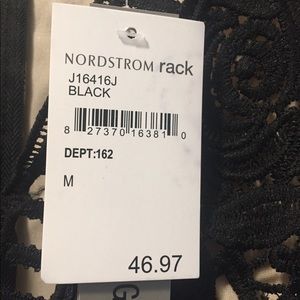 NORDSTROM rack
J16416J
BLACK
8 27370 16381 0
DEPT:162
M
46.97
G